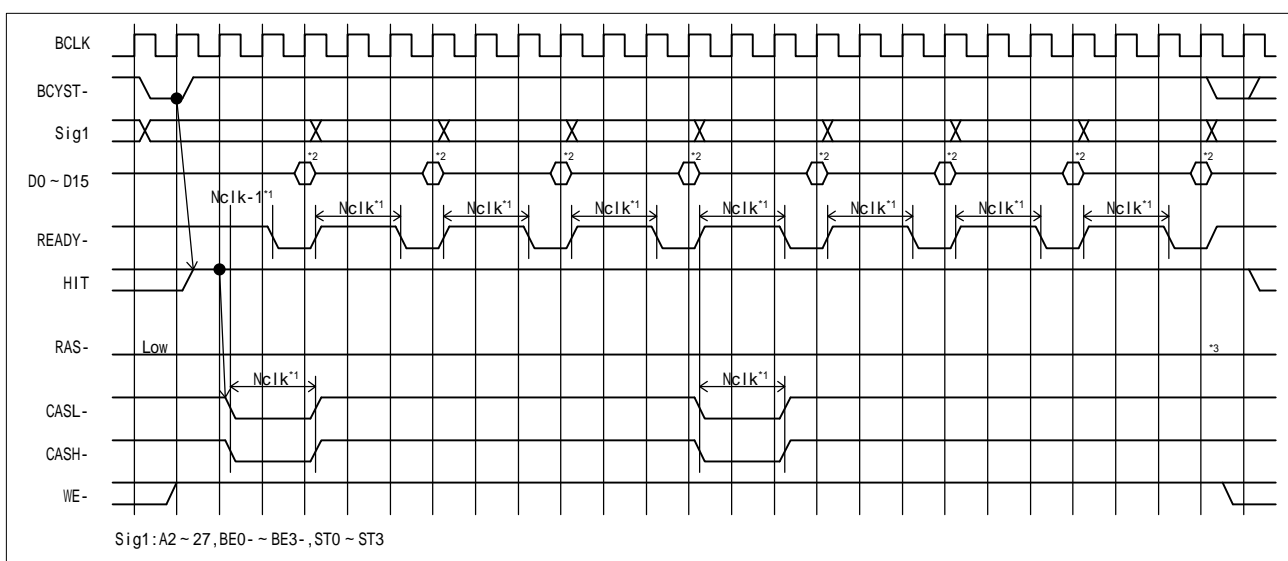 BCLK
BCYST-
Sig1
*2 *2 *2 *2 *2 *2 *2 *2
D0~D15
Nclk-1*1 Nclk*1 Nclk*1 Nclk*1 Nclk*1 Nclk*1 Nclk*1 Nclk*1
READY-
HIT
RAS- Low *3
Nclk*1 Nclk*1
CASL-
CASH-
WE-
Sig1:A2~27,BE0-~BE3-,ST0~ST3